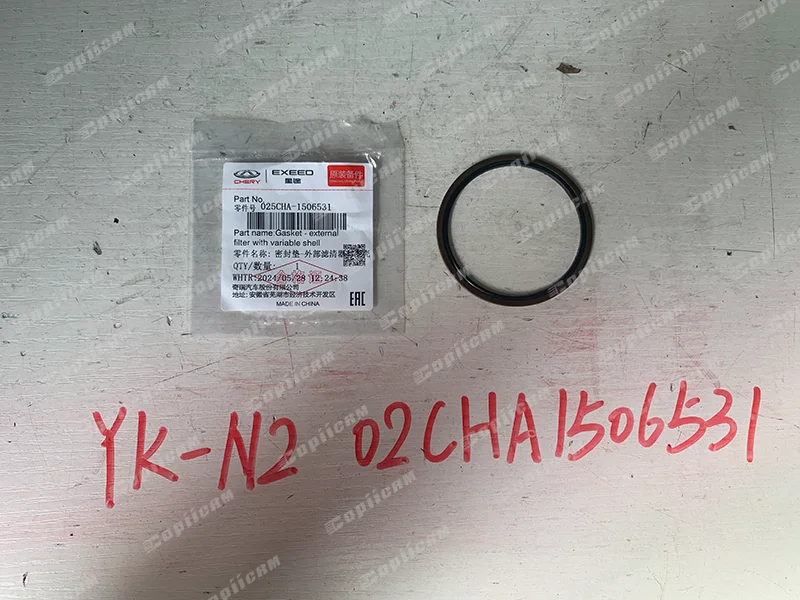 CHERY EXEED 星途 原装备件
Part No.
零件号 025CHA-1506531
Part name:Gasket - external
filter with variable shell
零件名称: 密封垫-外部滤清器
QTY/数量: 1
合格
WHTR:2024/05/28 12:24:38
奇瑞汽车股份有限公司
地址: 安徽省芜湖市经济技术开发区
MADE IN CHINA
EAC
YK-N2 02CHA1506531
Copiicam